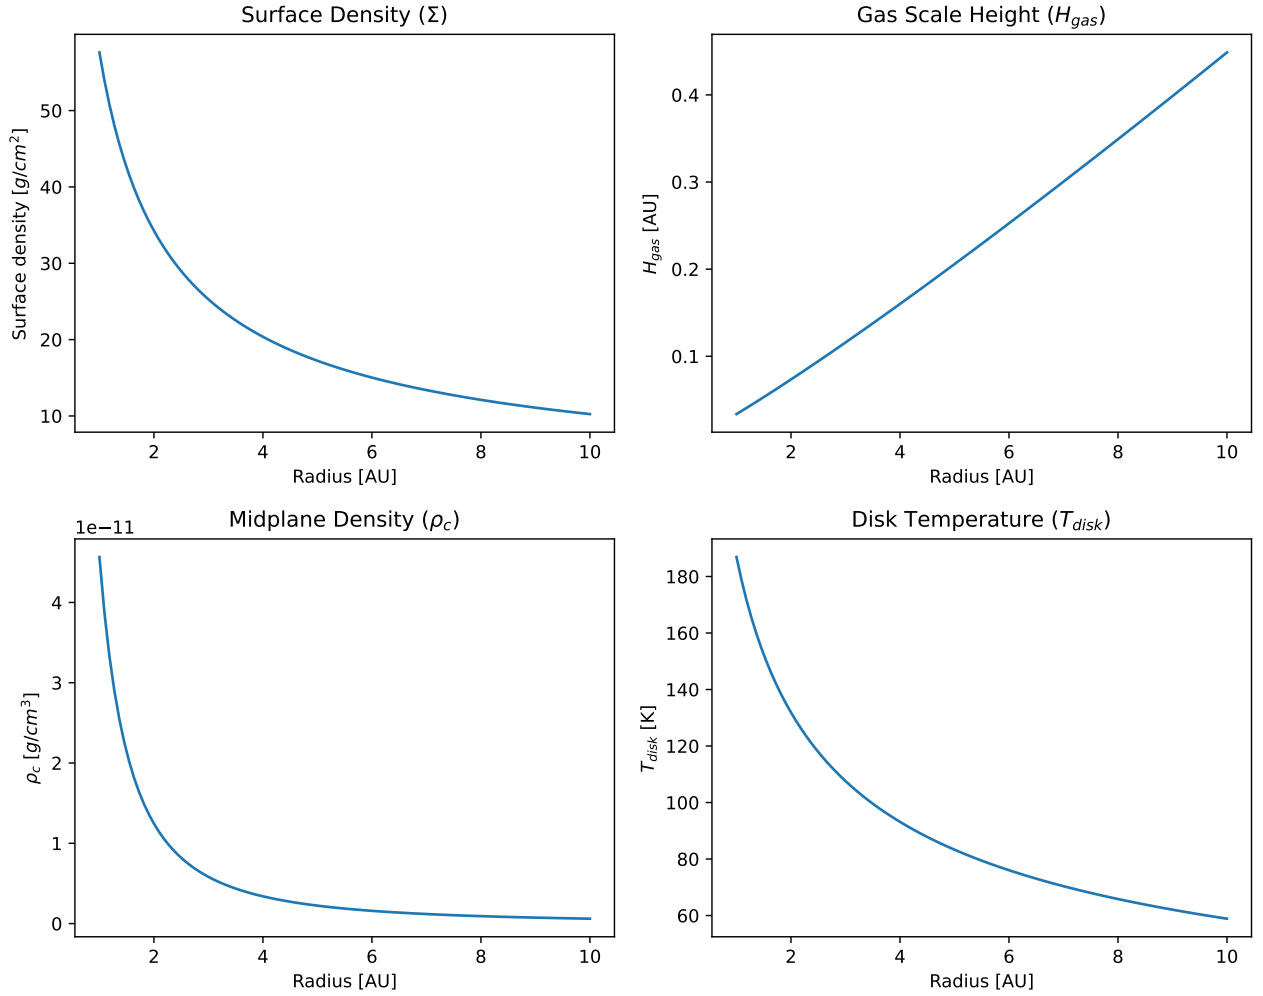 Surface Density (Σ)
50
40
30
20
10
Surface density [g/cm²]
2 4 6 8 10
Radius [AU]
Gas Scale Height (H_gas)
0.4
0.3
0.2
0.1
H_gas [AU]
2 4 6 8 10
Radius [AU]
Midplane Density (ρ_c)
1e−11
4
3
2
1
0
ρ_c [g/cm³]
2 4 6 8 10
Radius [AU]
Disk Temperature (T_disk)
180
160
140
120
100
80
60
T_disk [K]
2 4 6 8 10
Radius [AU]